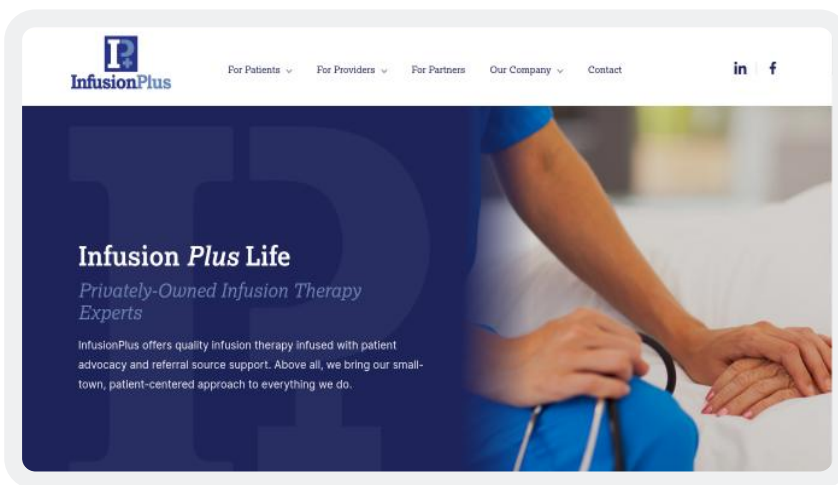 IP
InfusionPlus
For Patients
For Providers
For Partners
Our Company
Contact
in
f
Infusion Plus Life
Privately-Owned Infusion Therapy
Experts
InfusionPlus offers quality infusion therapy infused with patient
advocacy and referral source support. Above all, we bring our small-
town, patient-centered approach to everything we do.